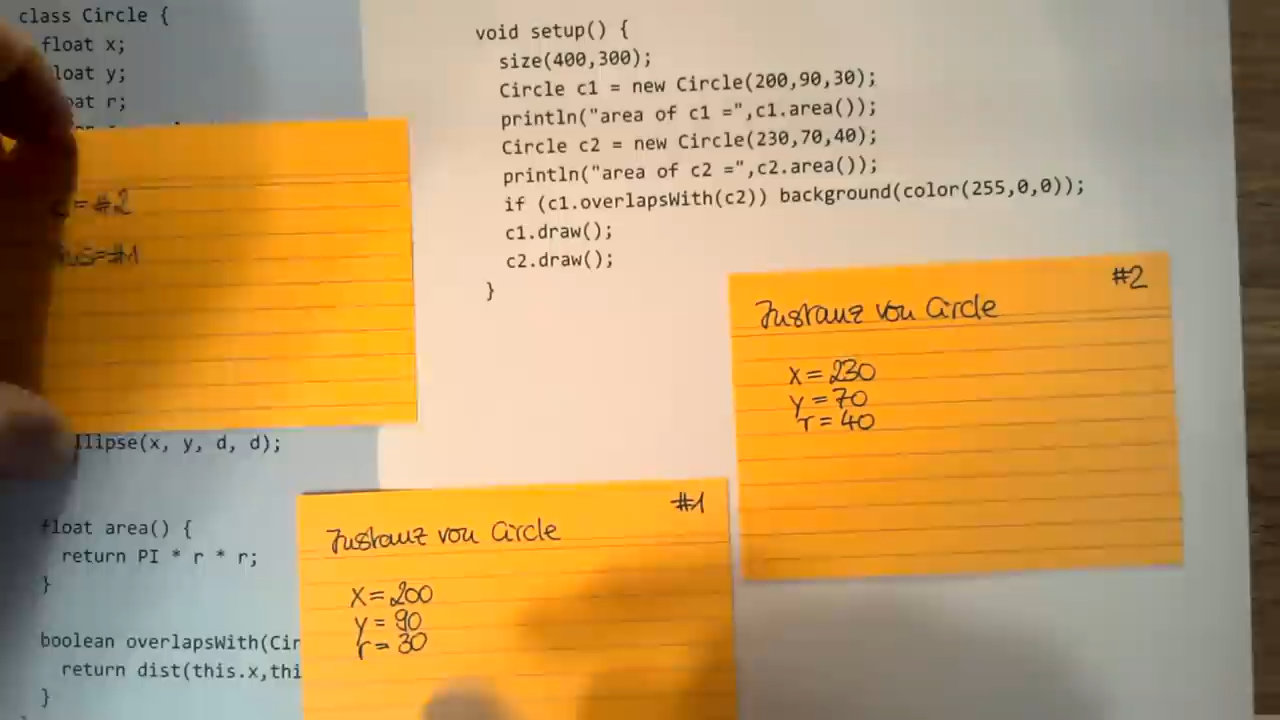 class Circle {
float x;
loat y;
oat r;
= #2
=#1
llipse(x, y, d, d);
float area() {
return PI * r * r;
}
boolean overlapsWith(Cir
return dist(this.x,thi
}
void setup() {
size(400,300);
Circle c1 = new Circle(200,90,30);
println("area of c1 =",c1.area());
Circle c2 = new Circle(230,70,40);
println("area of c2 =",c2.area());
if (c1.overlapsWith(c2)) background(color(255,0,0));
c1.draw();
c2.draw();
}
#2
Instanz von Circle
x = 230
y = 70
r = 40
#1
Instanz von Circle
x = 200
y = 90
r = 30